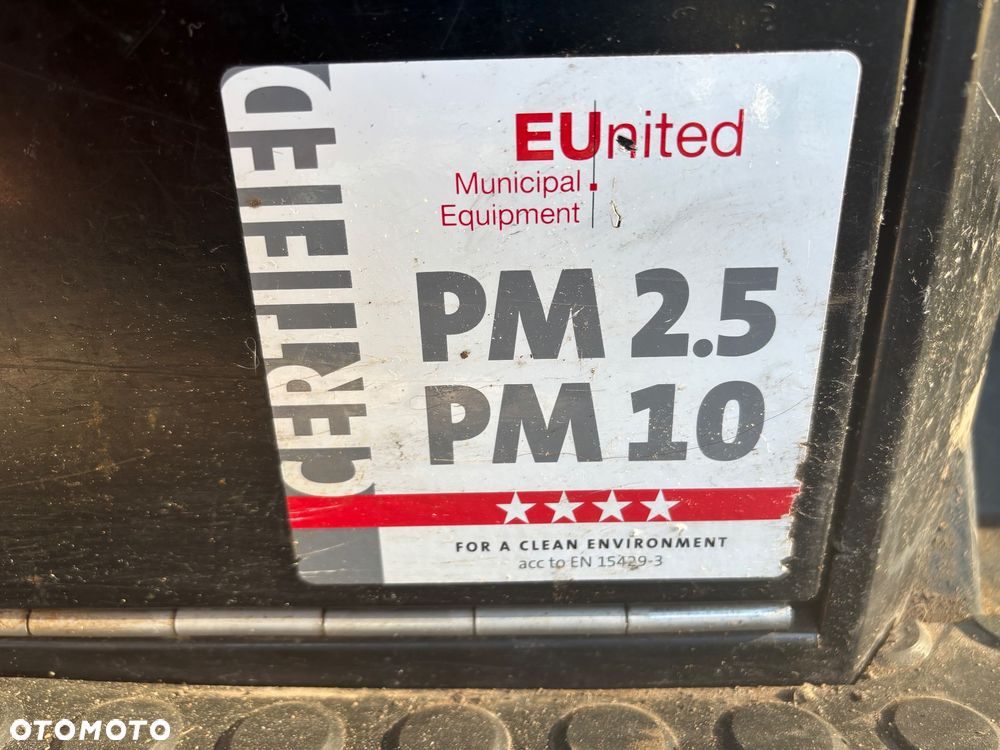 CERTIFIED
EUnited
Municipal
Equipment
PM 2.5
PM 10
FOR A CLEAN ENVIRONMENT
acc to EN 15429-3
OTOMOTO